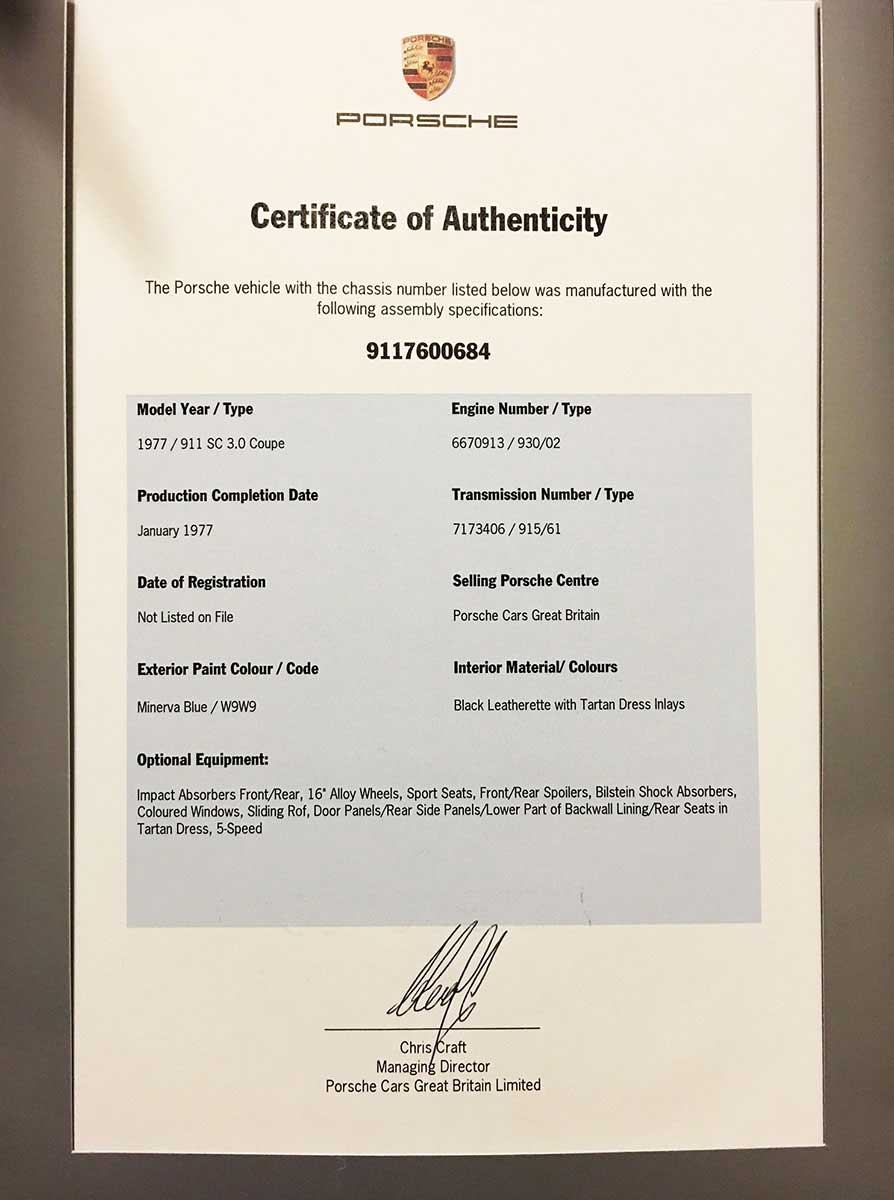 PORSCHE
PORSCHE
Certificate of Authenticity
The Porsche vehicle with the chassis number listed below was manufactured with the
following assembly specifications:
9117600684
Model Year / Type
1977 / 911 SC 3.0 Coupe
Engine Number / Type
6670913 / 930/02
Production Completion Date
January 1977
Transmission Number / Type
7173406 / 915/61
Date of Registration
Not Listed on File
Selling Porsche Centre
Porsche Cars Great Britain
Exterior Paint Colour / Code
Minerva Blue / W9W9
Interior Material/ Colours
Black Leatherette with Tartan Dress Inlays
Optional Equipment:
Impact Absorbers Front/Rear, 16" Alloy Wheels, Sport Seats, Front/Rear Spoilers, Bilstein Shock Absorbers,
Coloured Windows, Sliding Rof, Door Panels/Rear Side Panels/Lower Part of Backwall Lining/Rear Seats in
Tartan Dress, 5-Speed
Chris Craft
Managing Director
Porsche Cars Great Britain Limited